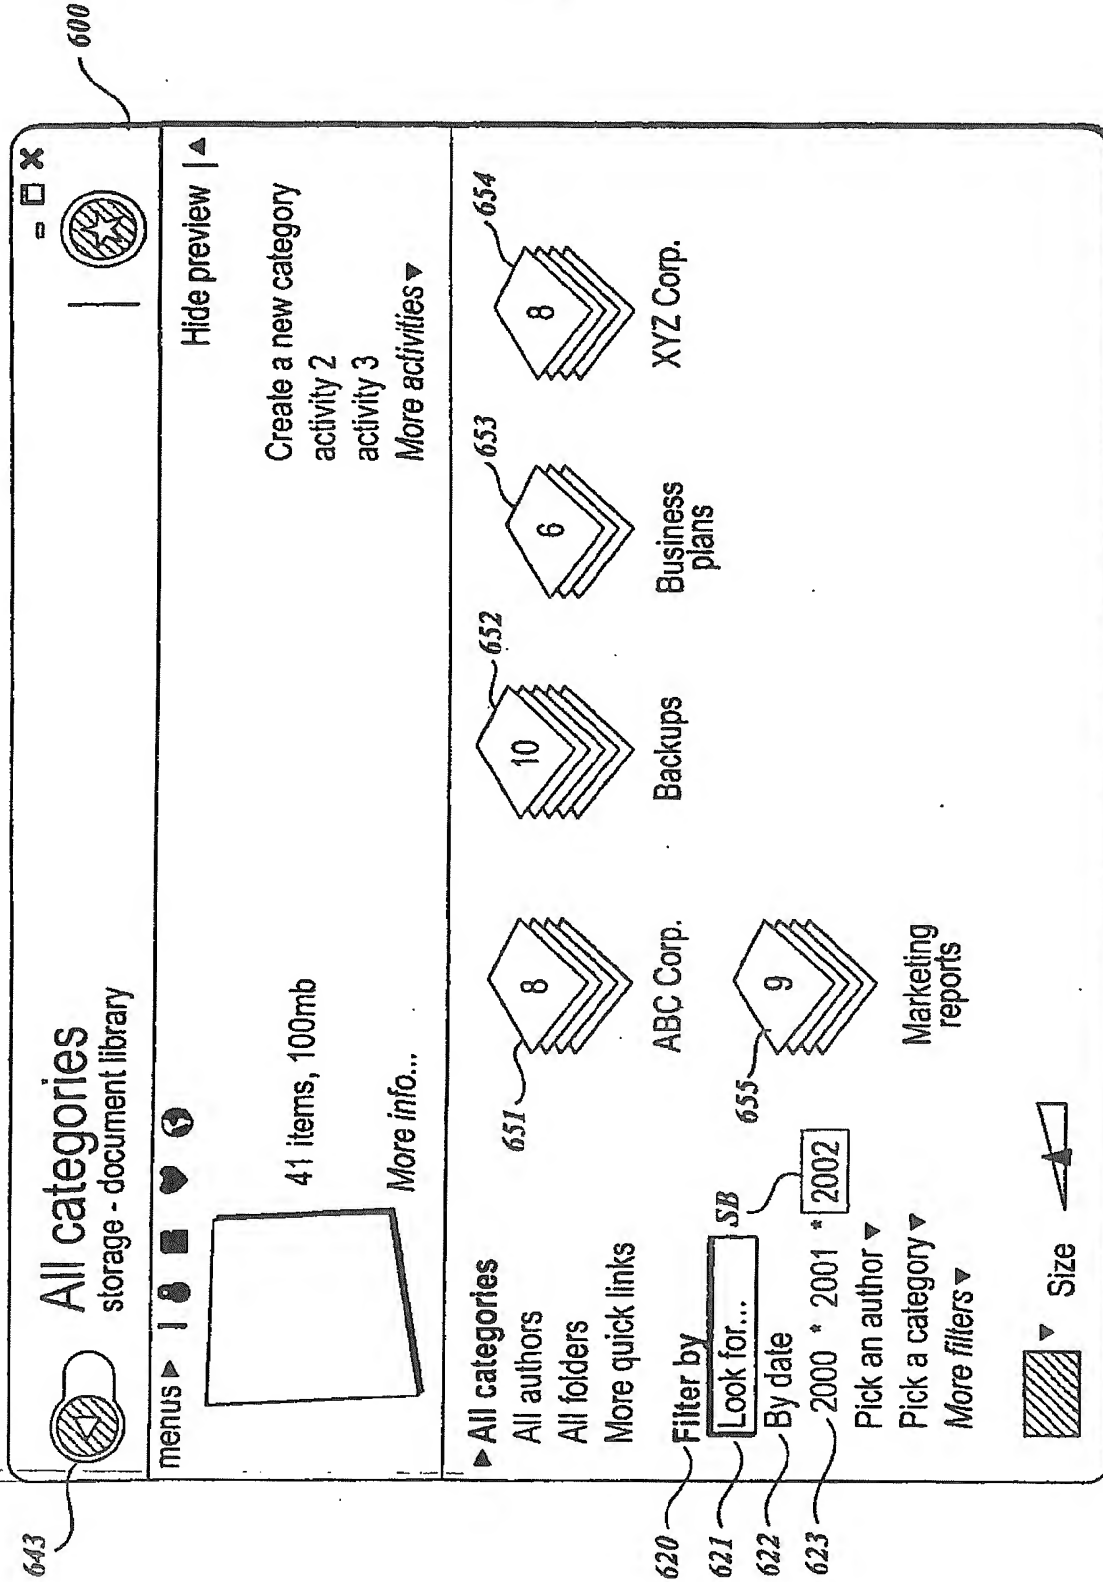 600
643
All categories
storage - document library
menus
Hide preview
41 items, 100mb
More info...
Create a new category
activity 2
activity 3
More activities
All categories
All authors
All folders
More quick links
620
Filter by
621
Look for...
SB
622
By date
623
2000 * 2001 * 2002
Pick an author
Pick a category
More filters
Size
651
8
ABC Corp.
652
10
Backups
653
6
Business
plans
654
8
XYZ Corp.
655
9
Marketing
reports